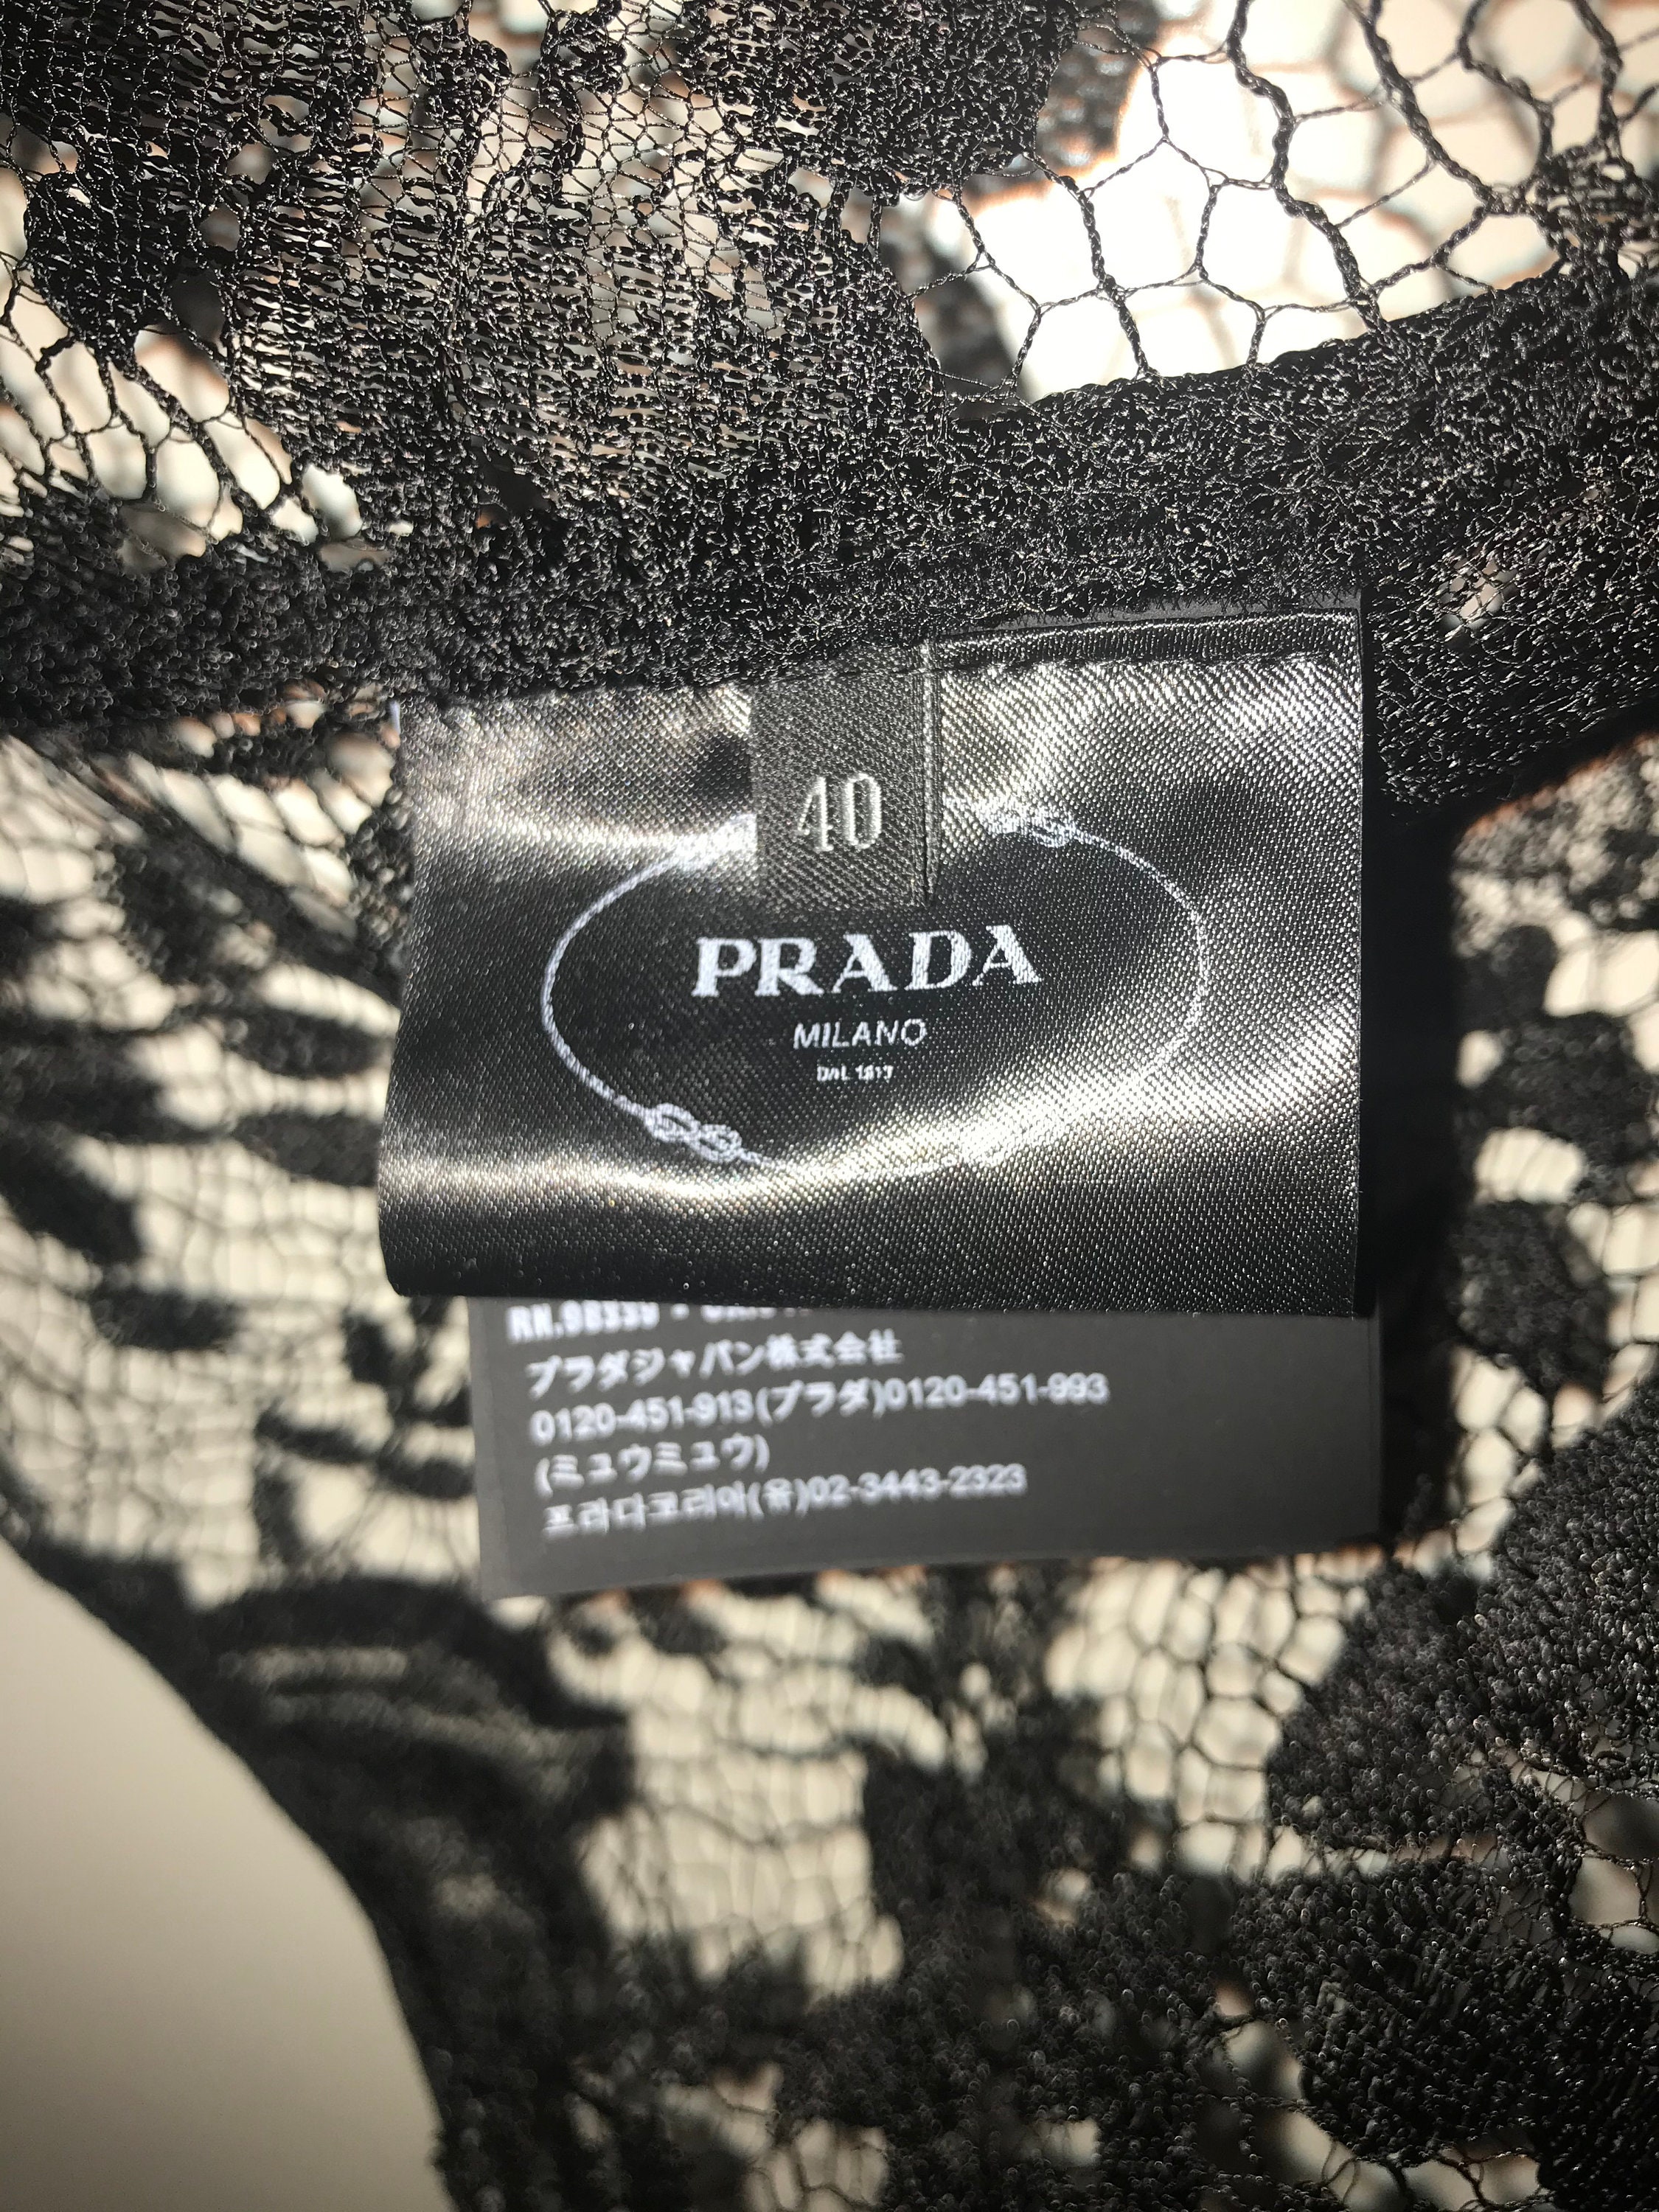 40
PRADA
MILANO
DAL 1913
プラダジャパン株式会社
0120-451-913(プラダ)0120-451-993
(ミュウミュウ)
프라다코리아(유)02-3443-2323